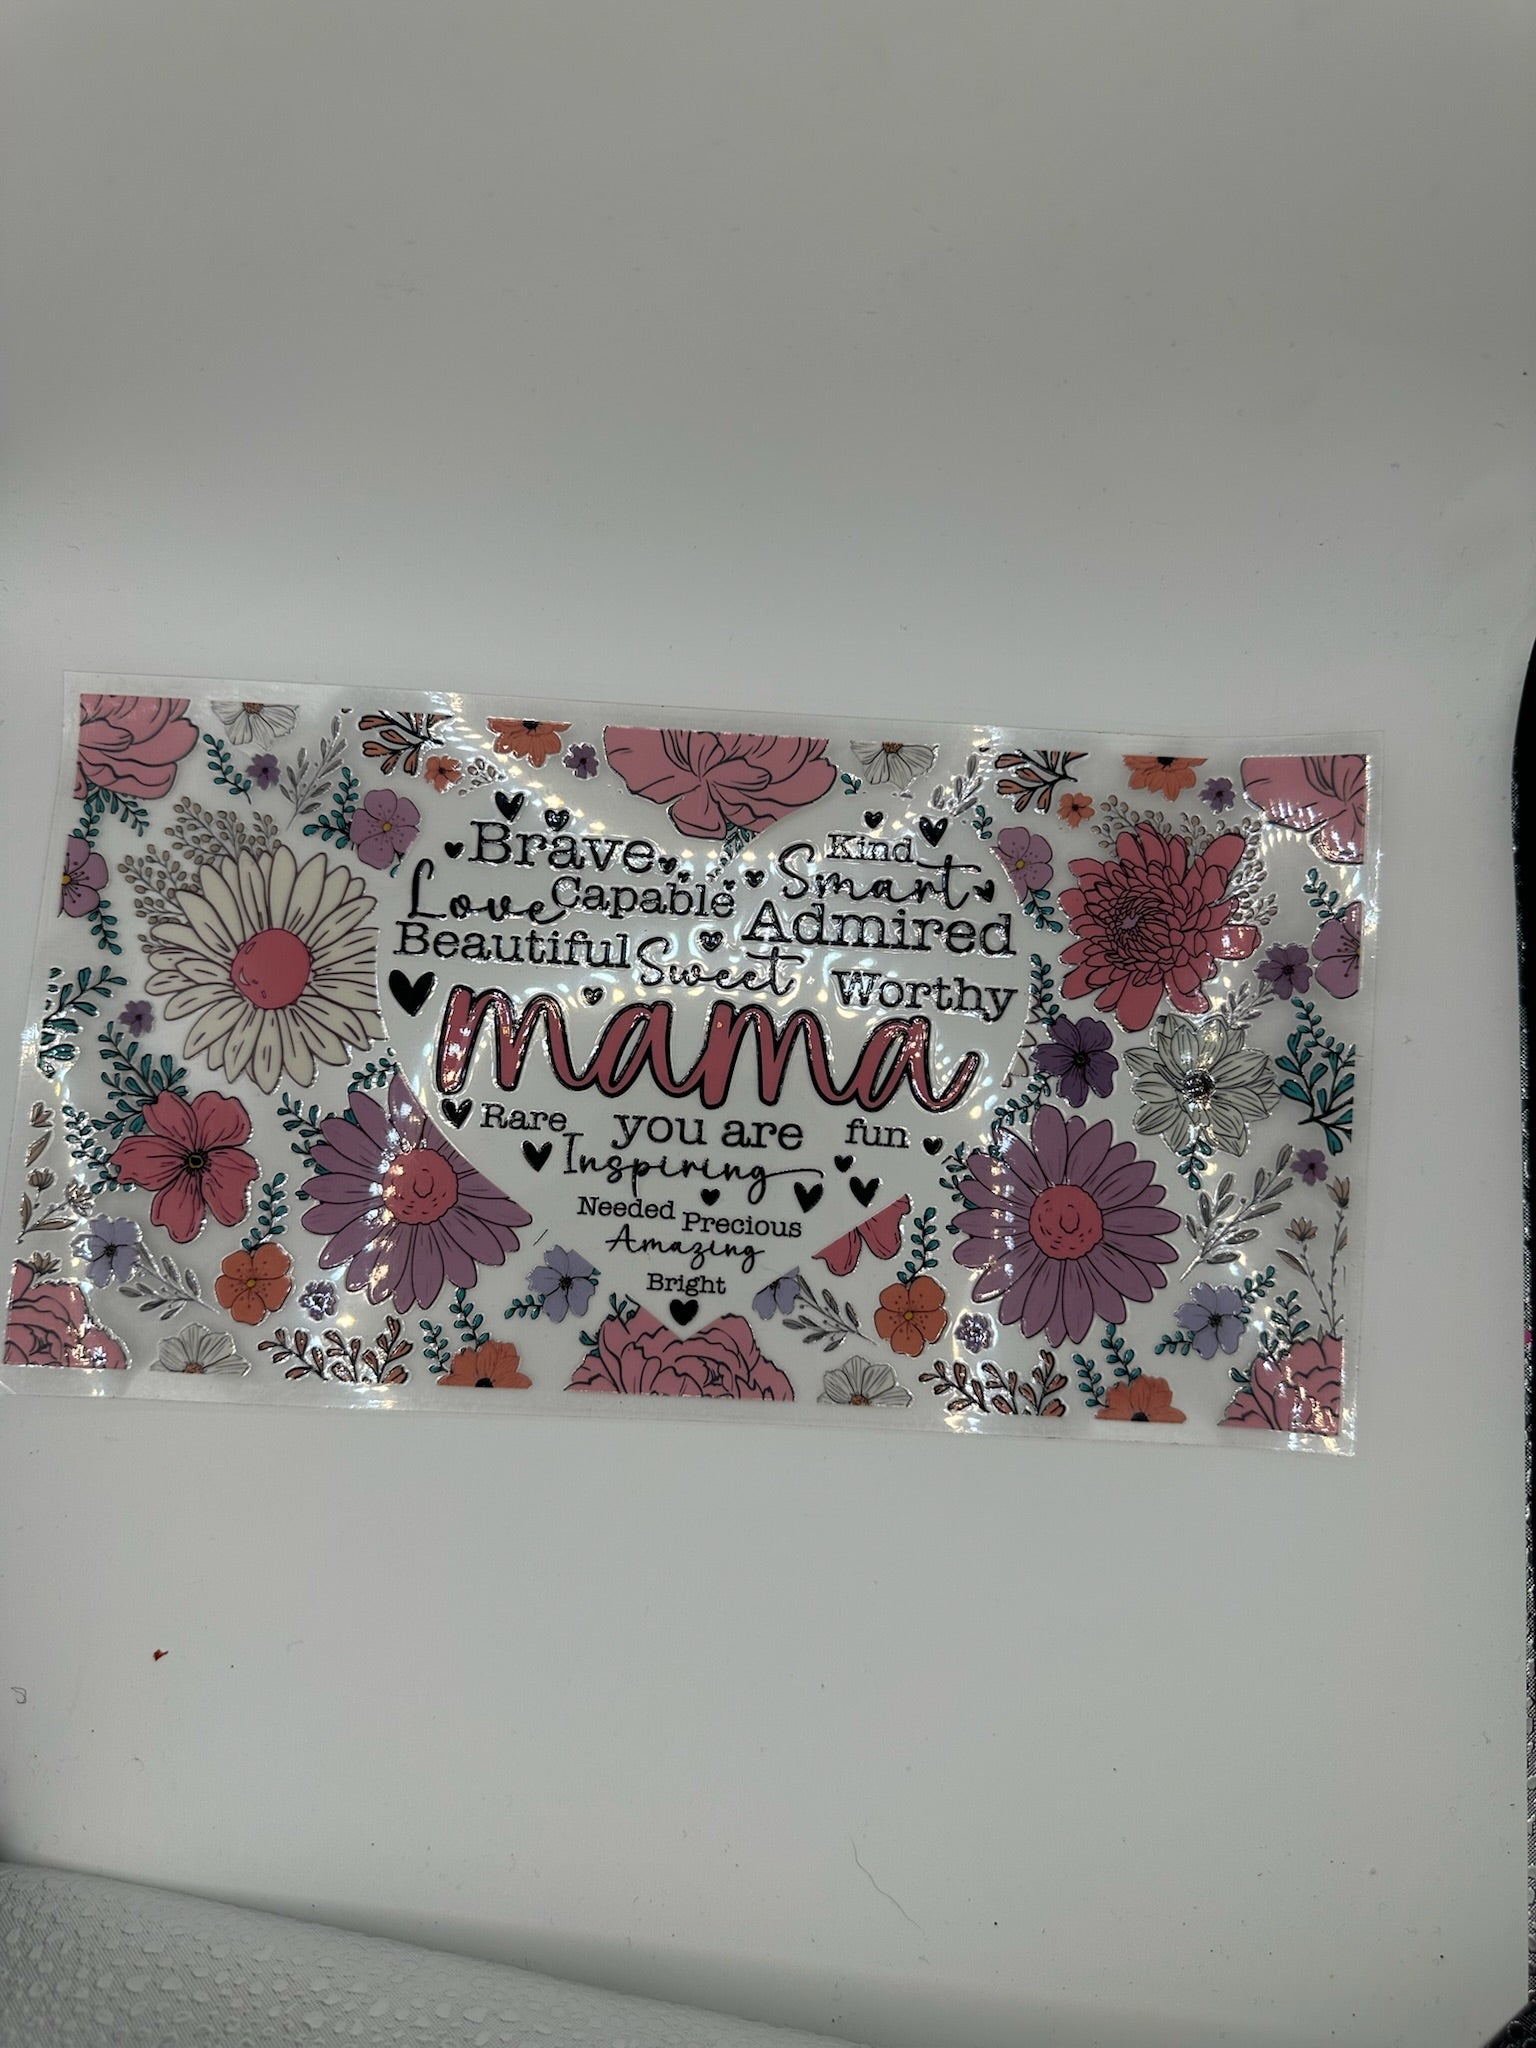 Brave Kind
Love Capable Smart
Beautiful Sweet Admired
Worthy
mama
Rare you are fun
Inspiring
Needed Precious
Amazing
Bright